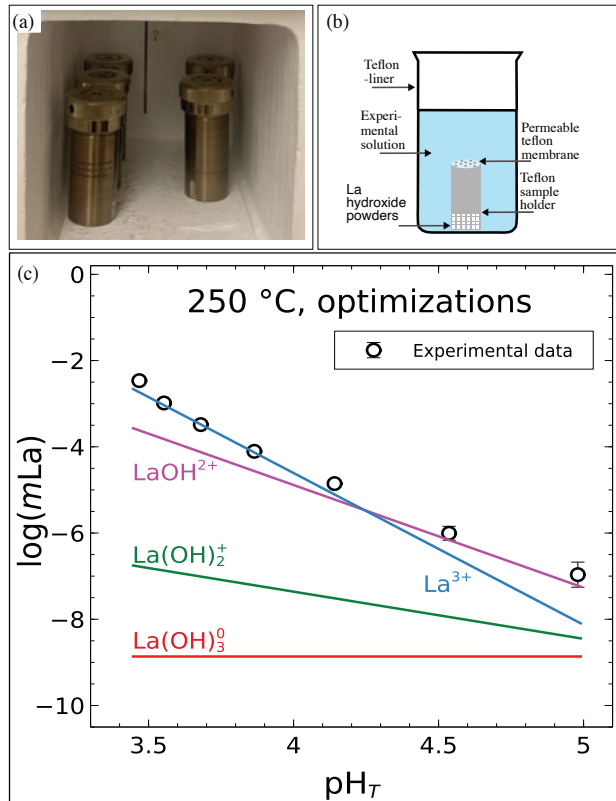 (a)
(b)
Teflon
-liner
Experi-
mental
solution
Permeable
teflon
membrane
Teflon
sample
holder
La
hydroxide
powders
(c)
250 °C, optimizations
Experimental data
LaOH²⁺
La(OH)₂⁺
La³⁺
La(OH)₃⁰
log(mLa)
0
−2
−4
−6
−8
−10
3.5 4 4.5 5
pH_T